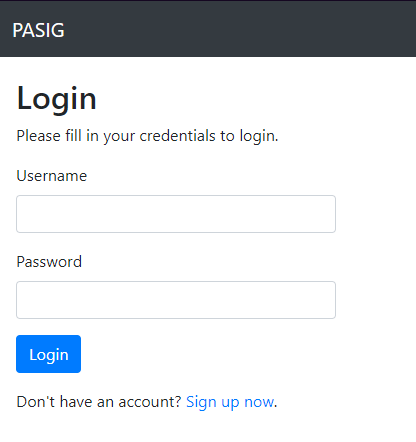 PASIG
Login
Please fill in your credentials to login.
Username
Password
Login
Don't have an account? Sign up now.